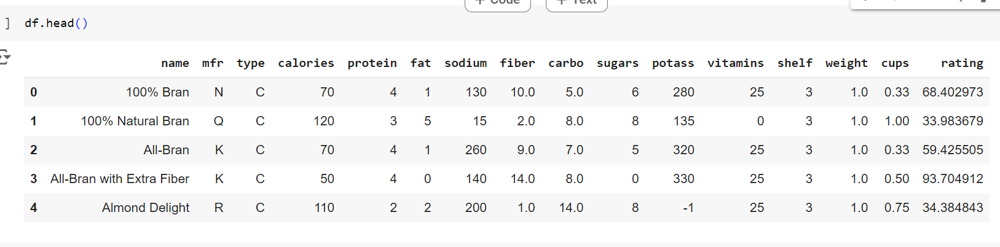 + Code + Text
] df.head()
name mfr type calories protein fat sodium fiber carbo sugars potass vitamins shelf weight cups rating
0 100% Bran N C 70 4 1 130 10.0 5.0 6 280 25 3 1.0 0.33 68.402973
1 100% Natural Bran Q C 120 3 5 15 2.0 8.0 8 135 0 3 1.0 1.00 33.983679
2 All-Bran K C 70 4 1 260 9.0 7.0 5 320 25 3 1.0 0.33 59.425505
3 All-Bran with Extra Fiber K C 50 4 0 140 14.0 8.0 0 330 25 3 1.0 0.50 93.704912
4 Almond Delight R C 110 2 2 200 1.0 14.0 8 -1 25 3 1.0 0.75 34.384843